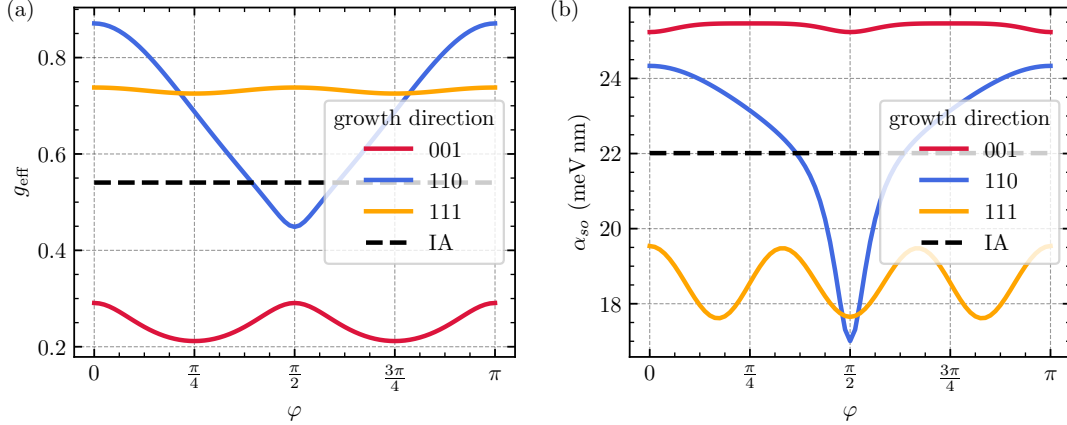 (a)
g_eff
0.8
0.6
0.4
0.2
0
π/4
π/2
3π/4
π
φ
growth direction
001
110
111
IA
(b)
α_so (meV nm)
24
22
20
18
0
π/4
π/2
3π/4
π
φ
growth direction
001
110
111
IA